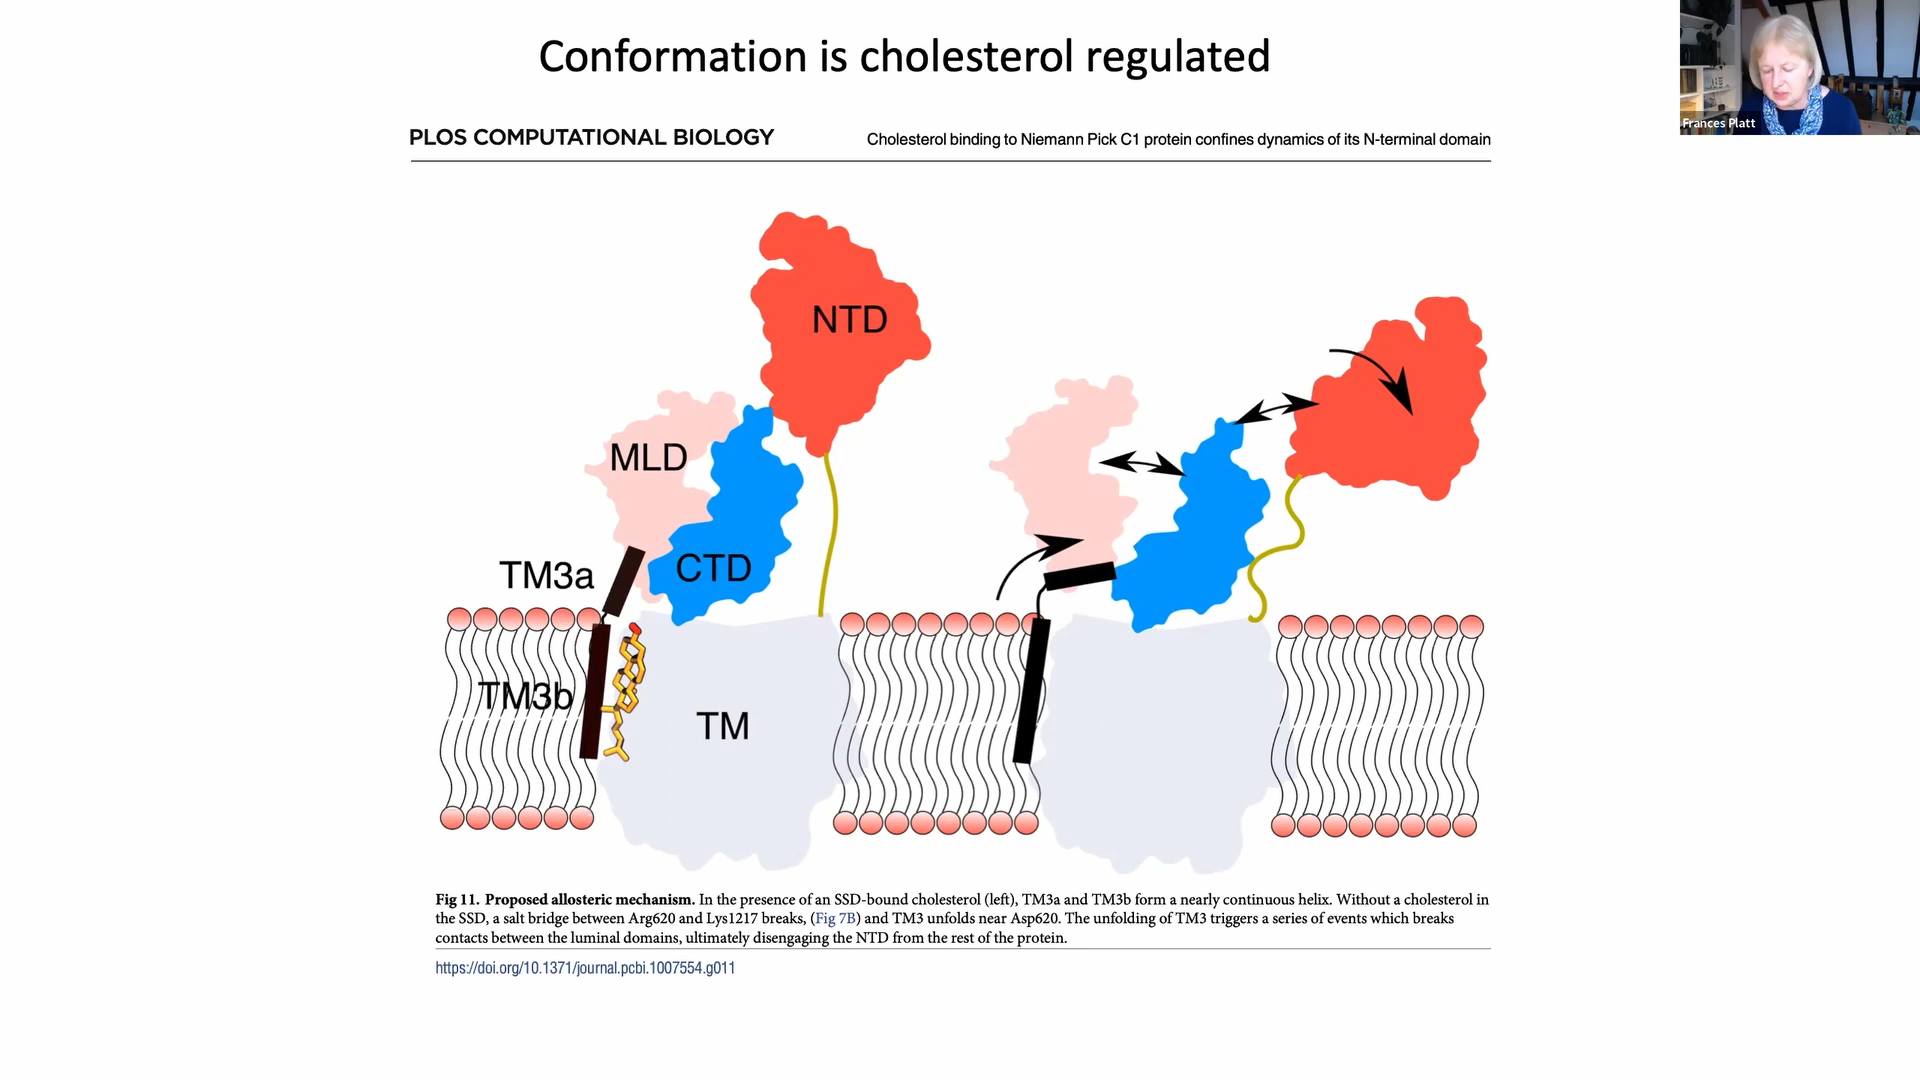 Conformation is cholesterol regulated
Frances Platt
PLOS COMPUTATIONAL BIOLOGY
Cholesterol binding to Niemann Pick C1 protein confines dynamics of its N-terminal domain
NTD
MLD
CTD
TM3a
TM3b
TM
Fig 11. Proposed allosteric mechanism. In the presence of an SSD-bound cholesterol (left), TM3a and TM3b form a nearly continuous helix. Without a cholesterol in
the SSD, a salt bridge between Arg620 and Lys1217 breaks, (Fig 7B) and TM3 unfolds near Asp620. The unfolding of TM3 triggers a series of events which breaks
contacts between the luminal domains, ultimately disengaging the NTD from the rest of the protein.
https://doi.org/10.1371/journal.pcbi.1007554.g011